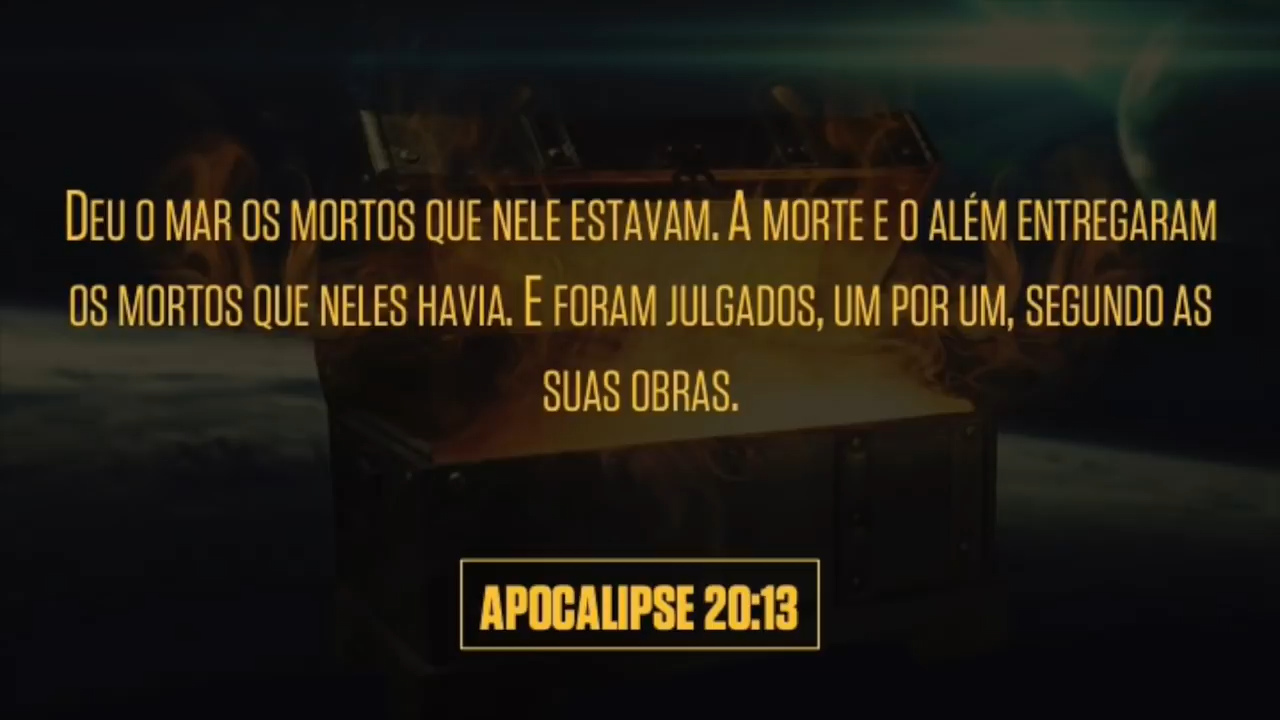 Deu o mar os mortos que nele estavam. A morte e o além entregaram
os mortos que neles havia. E foram julgados, um por um, segundo as
suas obras.
APOCALIPSE 20:13